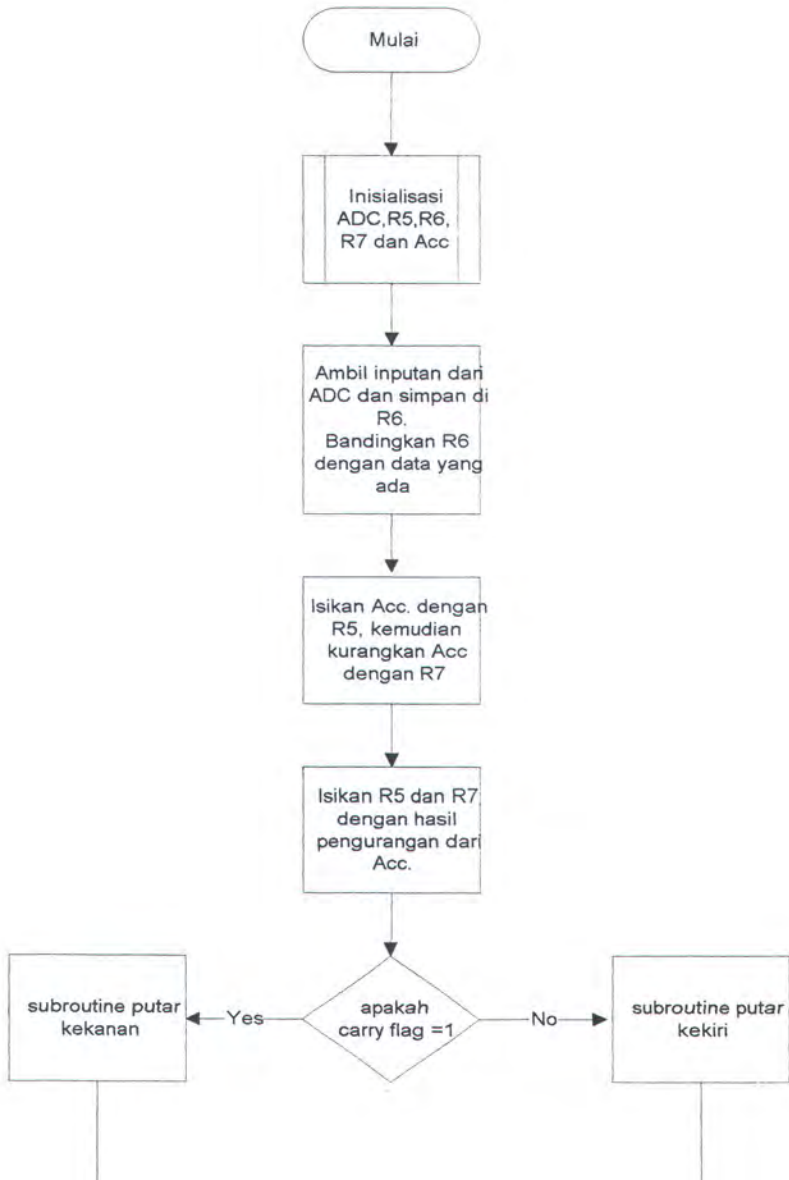 Mulai
Inisialisasi
ADC,R5,R6,
R7 dan Acc
Ambil inputan dari
ADC dan simpan di
R6.
Bandingkan R6
dengan data yang
ada
Isikan Acc. dengan
R5, kemudian
kurangkan Acc
dengan R7
Isikan R5 dan R7
dengan hasil
pengurangan dari
Acc.
subroutine putar
kekanan
Yes
apakah
carry flag =1
No
subroutine putar
kekiri